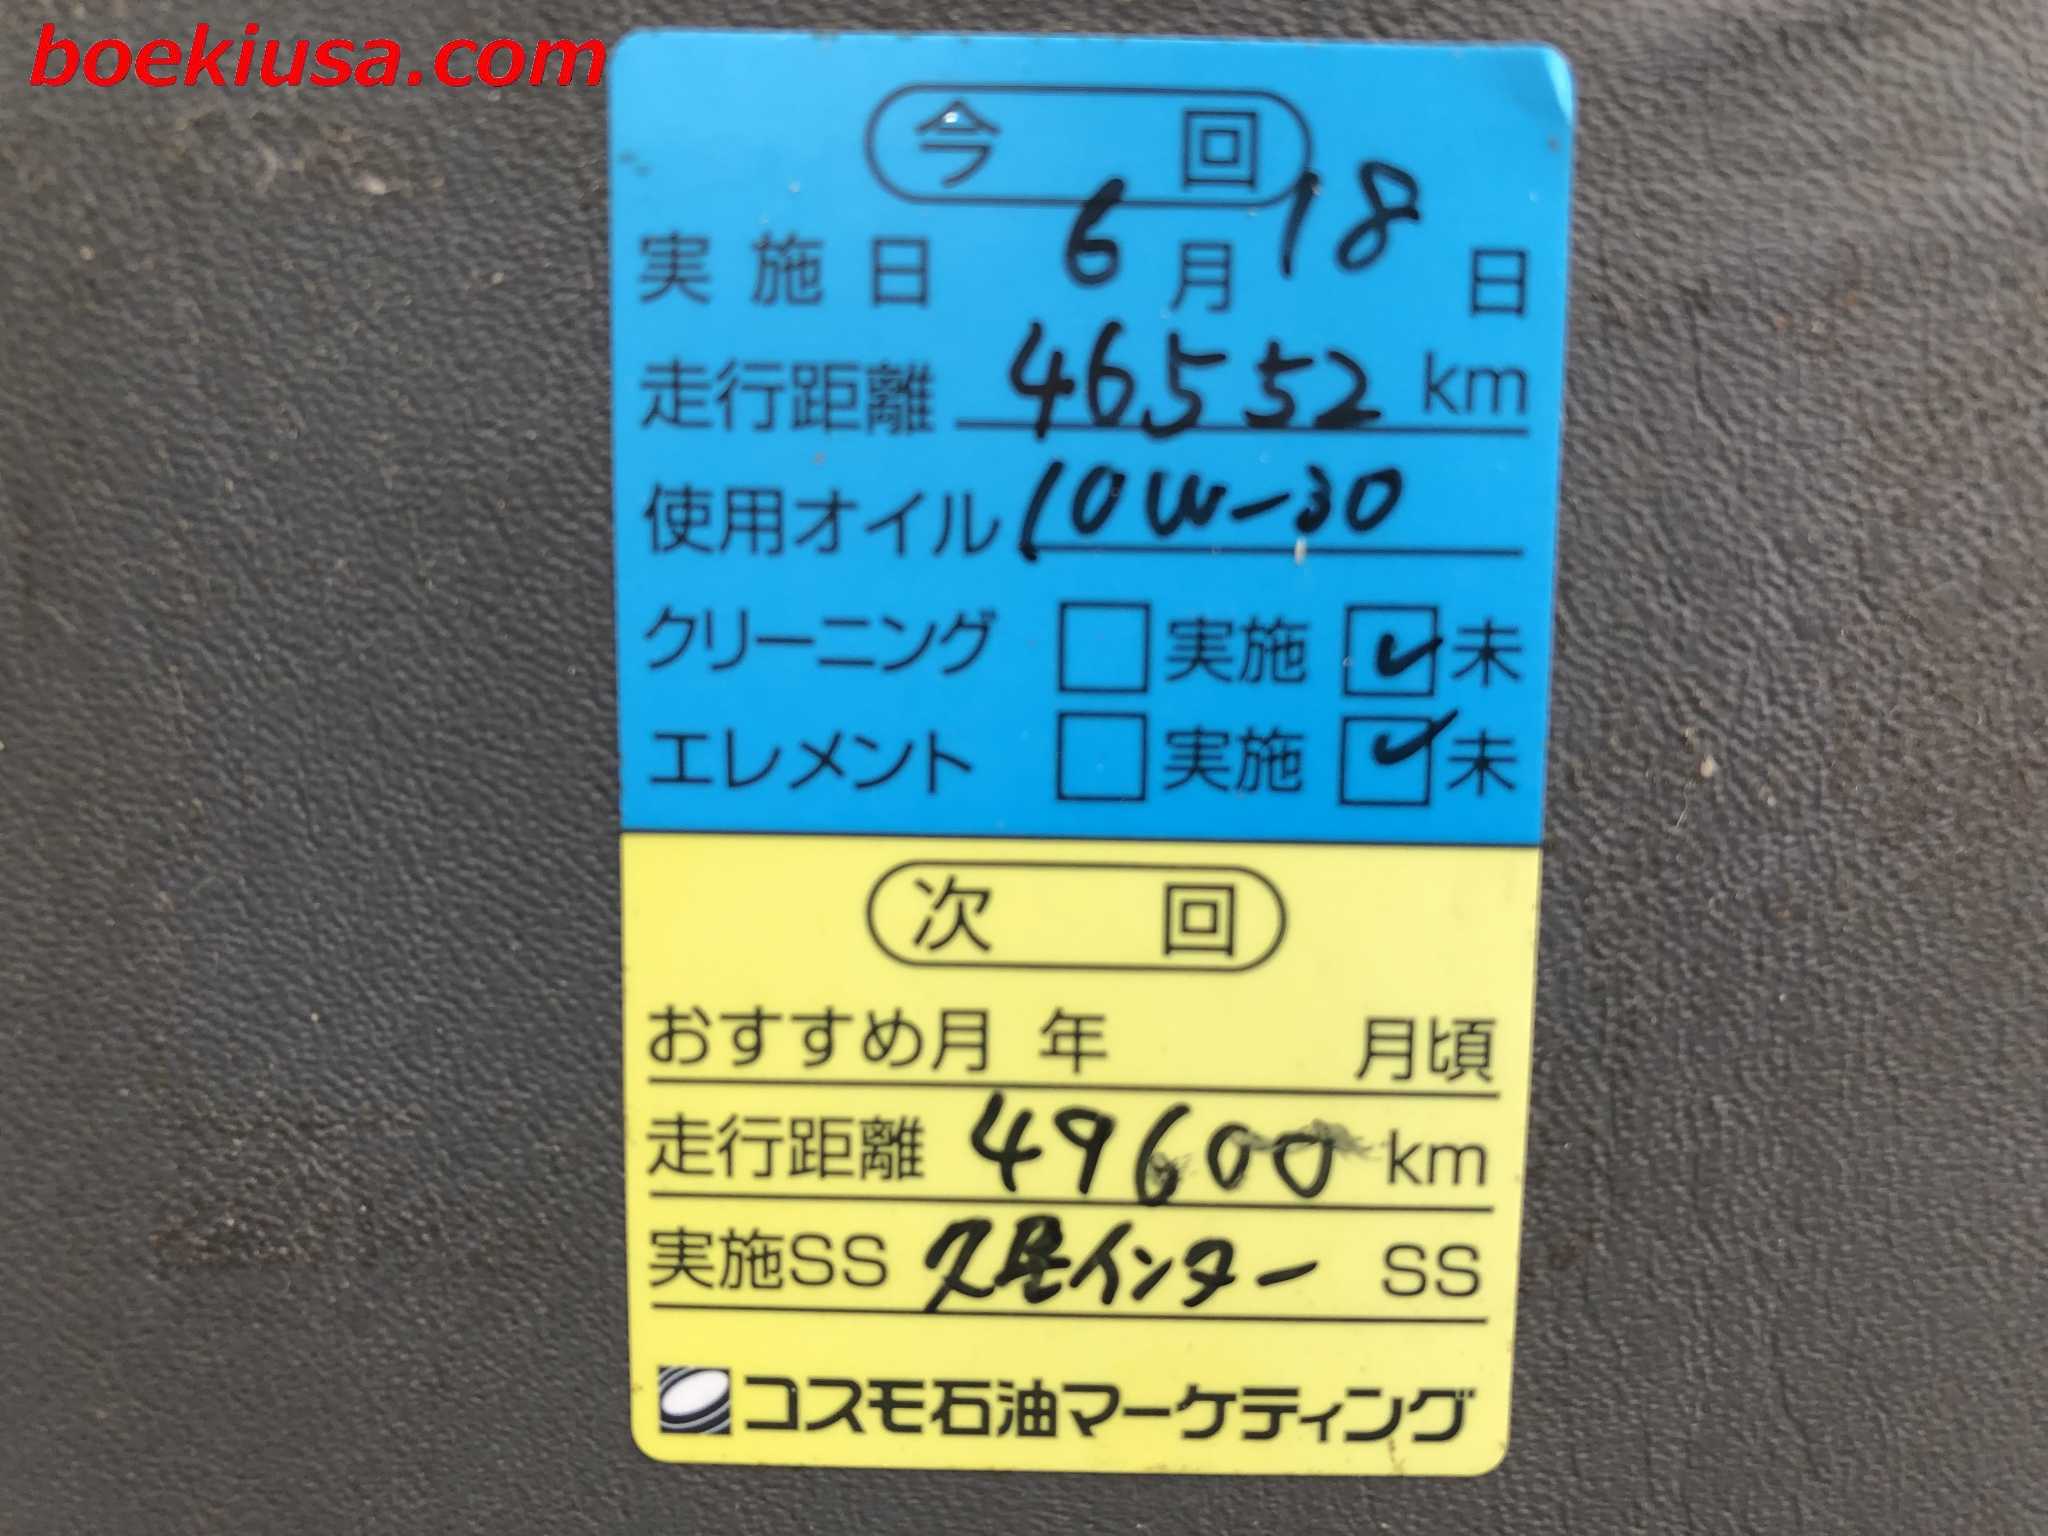 boekiusa.com
今 回
実施日 6月18日
走行距離 46552 km
使用オイル 10W-30
クリーニング □ 実施 ☑ 未
エレメント □ 実施 ☑ 未
次 回
おすすめ月 年 月頃
走行距離 49600 km
実施SS インター SS
コスモ石油マーケティング